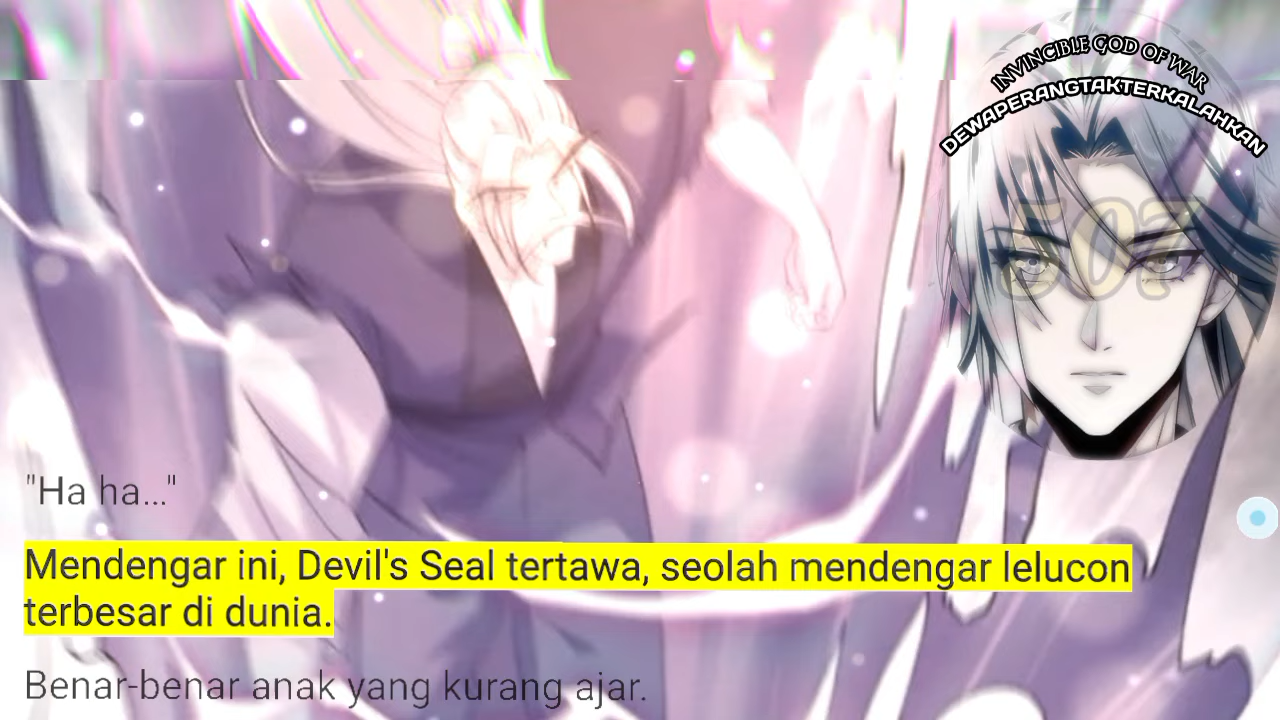 INVINCIBLE GOD OF WAR
DEWAPERANGTAKTERKALAHKAN
507
"Ha ha..."
Mendengar ini, Devil's Seal tertawa, seolah mendengar lelucon
terbesar di dunia.
Benar-benar anak yang kurang ajar.